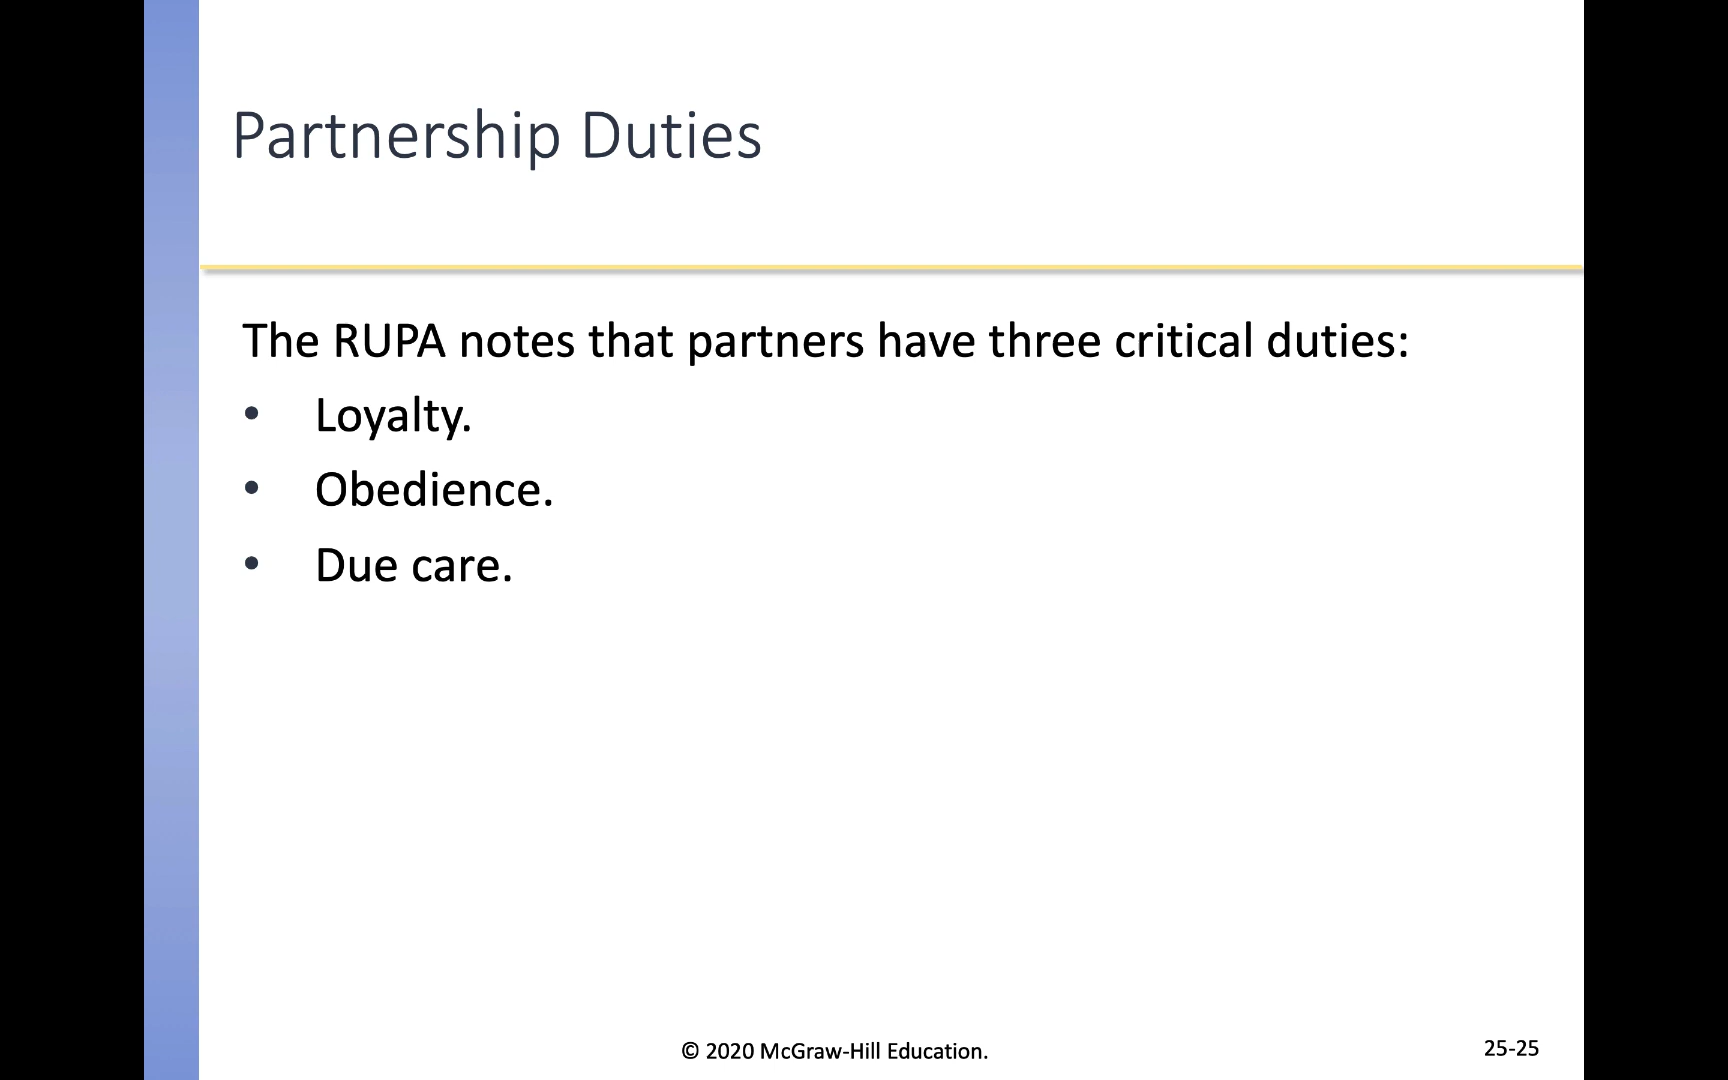 Partnership Duties
The RUPA notes that partners have three critical duties:
• Loyalty.
• Obedience.
• Due care.
© 2020 McGraw-Hill Education.
25-25